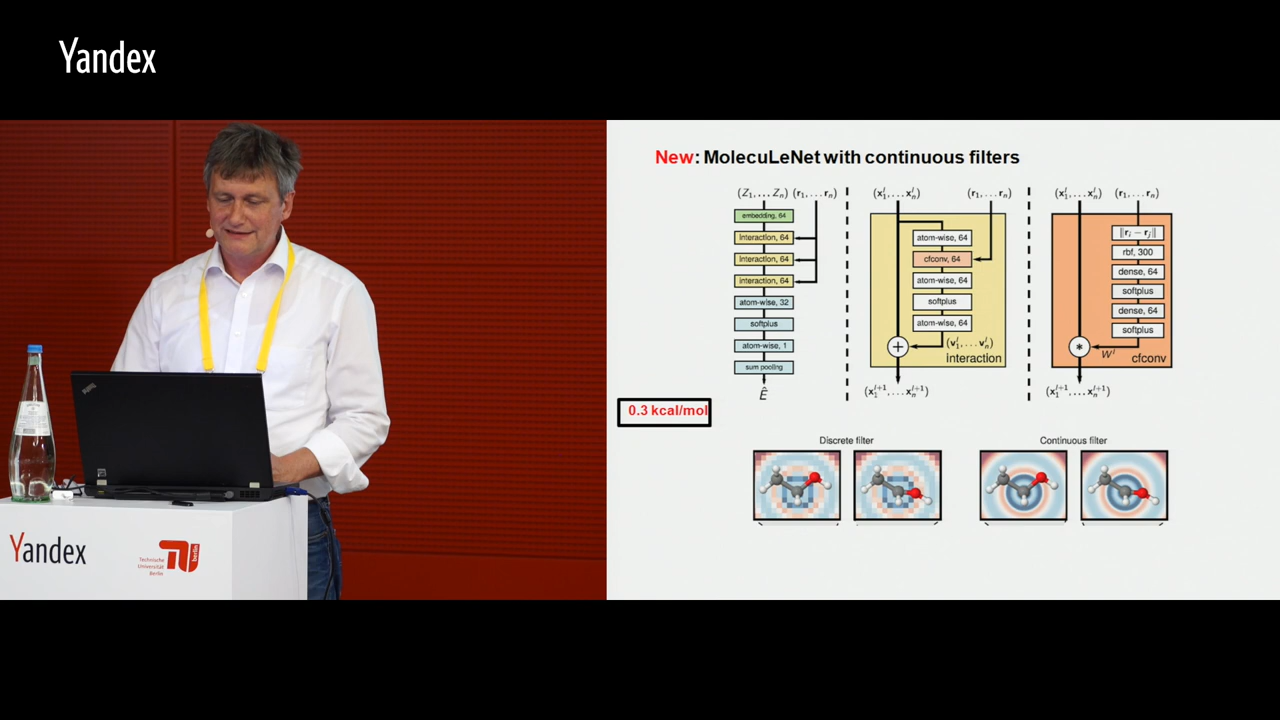 Yandex
New: MolecuLeNet with continuous filters
(Z₁, ... Zₙ) (r₁, ... rₙ)
embedding, 64
interaction, 64
interaction, 64
interaction, 64
atom-wise, 32
softplus
atom-wise, 1
sum pooling
Ê
(x₁ˡ, ... xₙˡ) (r₁, ... rₙ)
atom-wise, 64
cfconv, 64
atom-wise, 64
softplus
atom-wise, 64
+
(v₁ˡ, ... vₙˡ)
interaction
(x₁ˡ⁺¹, ... xₙˡ⁺¹)
(x₁ˡ, ... xₙˡ) (r₁, ... rₙ)
||rᵢ − rⱼ||
rbf, 300
dense, 64
softplus
dense, 64
softplus
*
Wˡ
cfconv
(x₁ˡ⁺¹, ... xₙˡ⁺¹)
0.3 kcal/mol
Discrete filter
Continuous filter
ThinkPad
Yandex
Technische
Universität
Berlin
berlin